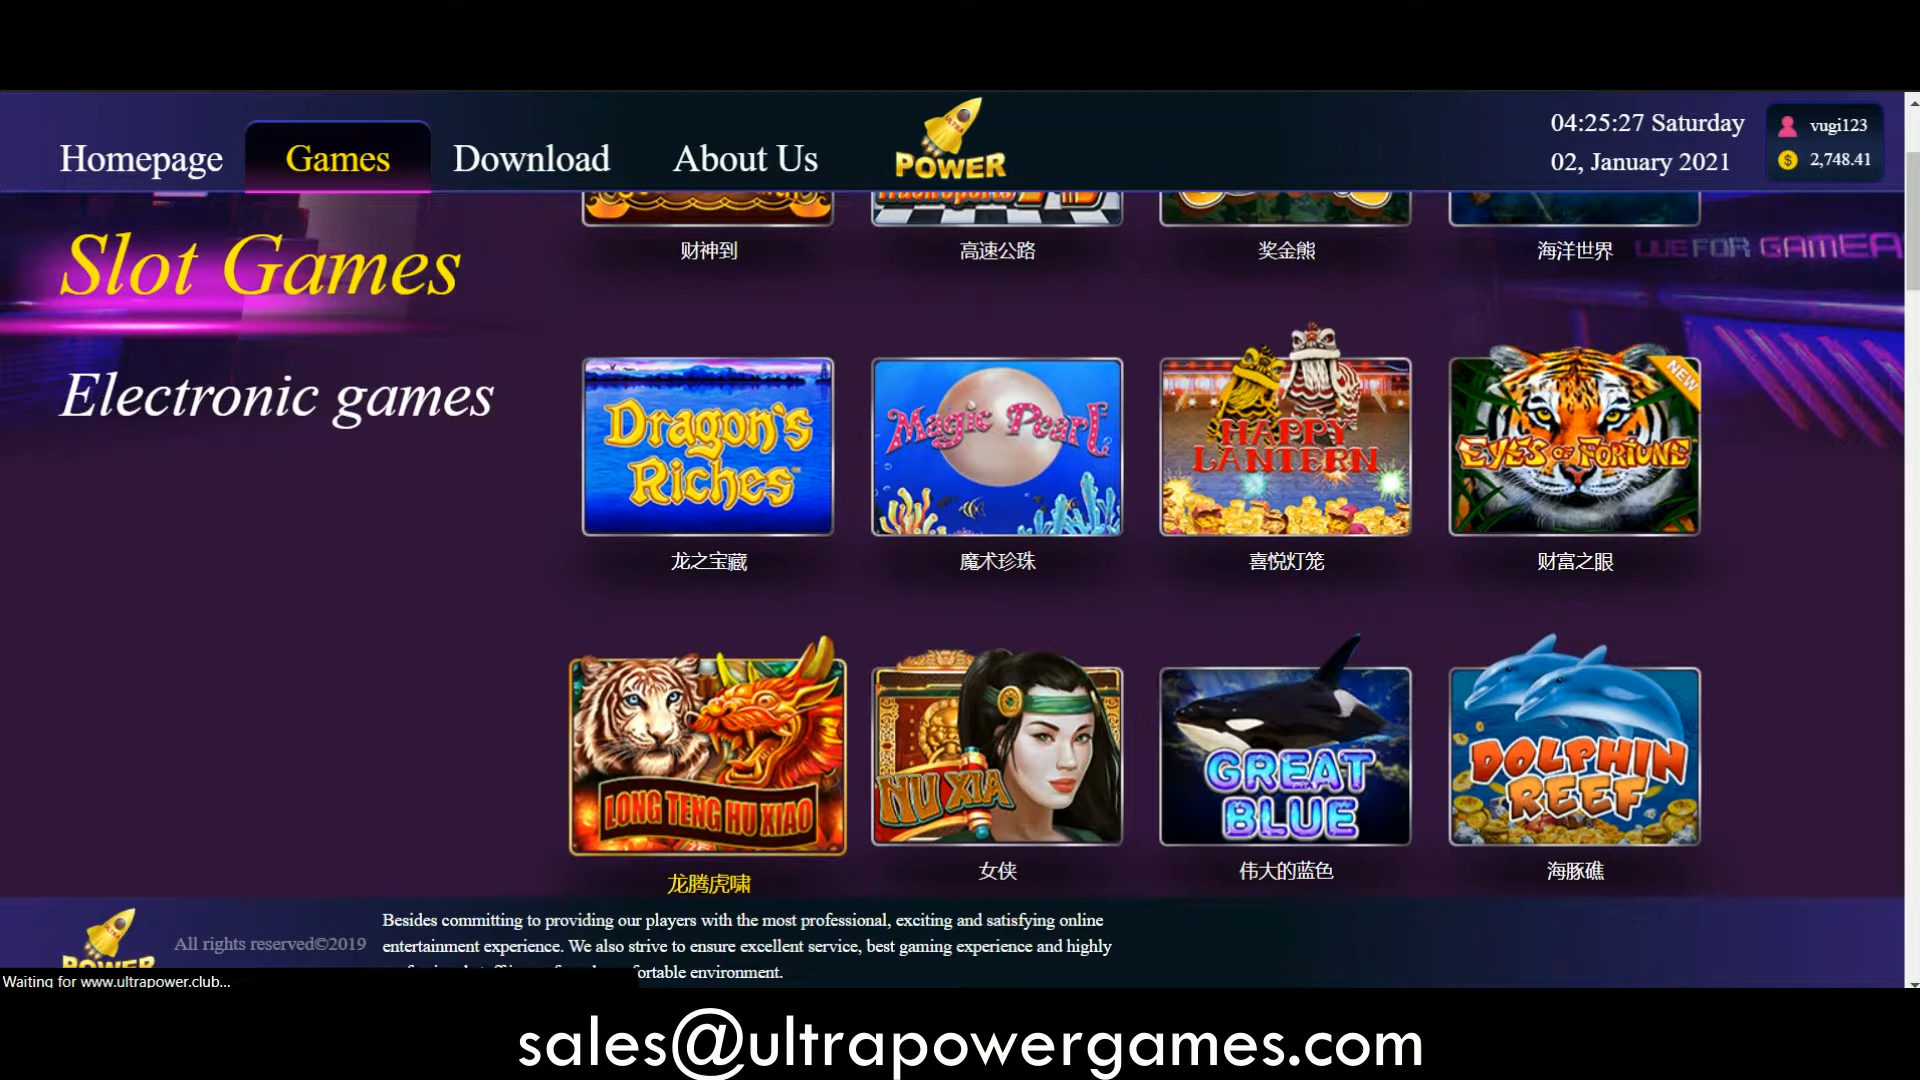 Homepage
Games
Download
About Us
ULTRA
POWER
04:25:27 Saturday
02, January 2021
vugi123
2,748.41
Slot Games
Electronic games
财神到
高速公路
奖金熊
海洋世界
WE FOR GAMEA
Dragon's
Riches
Magic Pearl
HAPPY
LANTERN
NEW
EYES OF FORTUNE
龙之宝藏
魔术珍珠
喜悦灯笼
财富之眼
LONG TENG HU XIAO
NU XIA
GREAT
BLUE
DOLPHIN
REEF
龙腾虎啸
女侠
伟大的蓝色
海豚礁
POWER
All rights reserved©2019
Besides committing to providing our players with the most professional, exciting and satisfying online
entertainment experience. We also strive to ensure excellent service, best gaming experience and highly
environment.
Waiting for www.ultrapower.club...
sales@ultrapowergames.com